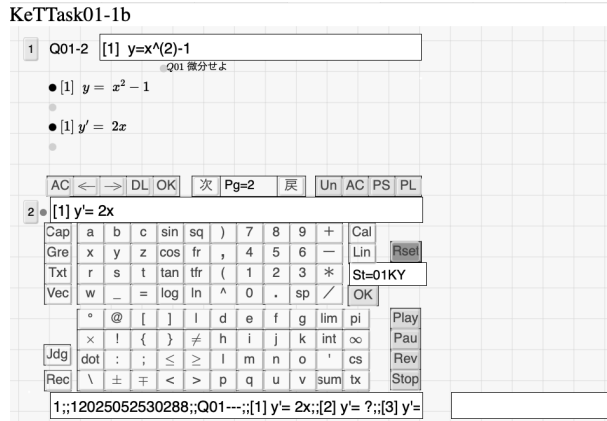 KeTTask01-1b
1 Q01-2 [1] y=x^(2)-1
Q01 微分せよ
[1] y = x² − 1
[1] y′ = 2x
AC ← → DL OK 次 Pg=2 戻 Un AC PS PL
2 [1] y'= 2x
Cap a b c sin sq ) 7 8 9 + Cal
Gre x y z cos fr , 4 5 6 − Lin Rset
Txt r s t tan tfr ( 1 2 3 * St=01KY
Vec w _ = log ln ^ 0 . sp / OK
° @ [ ] l d e f g lim pi Play
× ! { } ≠ h i j k int ∞ Pau
Jdg dot : ; ≤ ≥ l m n o ' cs Rev
Rec \ ± ∓ < > p q u v sum tx Stop
1;;12025052530288;;Q01---;;[1] y'= 2x;;[2] y'= ?;;[3] y'=